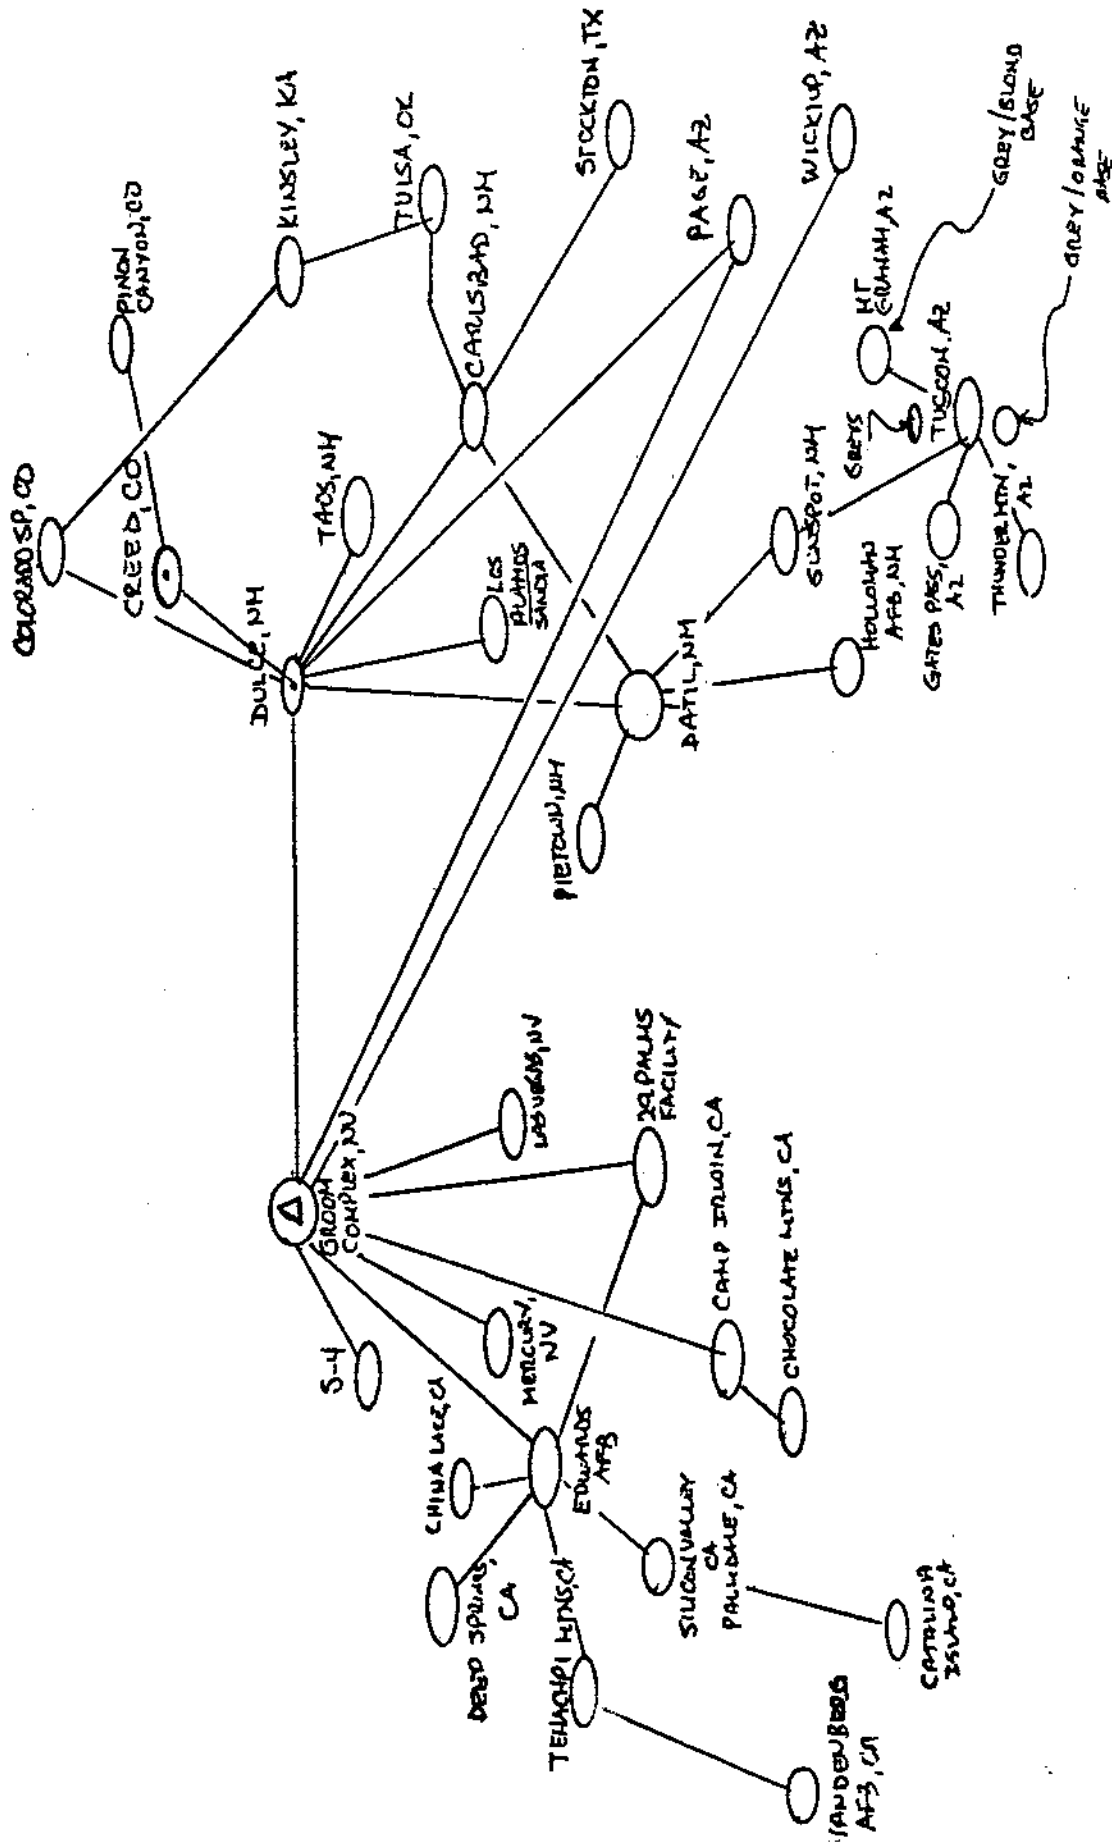 COLORADO SP, CO
CREED, CO
PINON
CANYON, CO
KINSLEY, KA
DULCE, NM
TAOS, NM
TULSA, OK
CARLSBAD, NM
LOS
ALAMOS
SANDIA
STOCKTON, TX
PAGE, AZ
WICKIUP, AZ
PIETOWN, NM
DATIL, NM
SUNSPOT, NM
HOLLOMAN
AFB, NM
GREYS
MT
GRAHAM, AZ
TUSCON, AZ
GATES PASS,
AZ
THUNDER MTN,
AZ
GREY/BLOND
BASE
GREY/ORANGE
BASE
GROOM
COMPLEX, NV
S-4
LAS VEGAS, NV
MERCURY,
NV
29 PALMS
FACILITY
CAMP IRWIN, CA
CHOCOLATE MTNS, CA
CHINA LAKE, CA
EDWARDS
AFB
DEEP SPRINGS,
CA
TEHACHPI MTNS, CA
SILICON VALLEY
CA
PALMDALE, CA
CATALINA
ISLAND, CA
VANDENBERG
AFB, CA